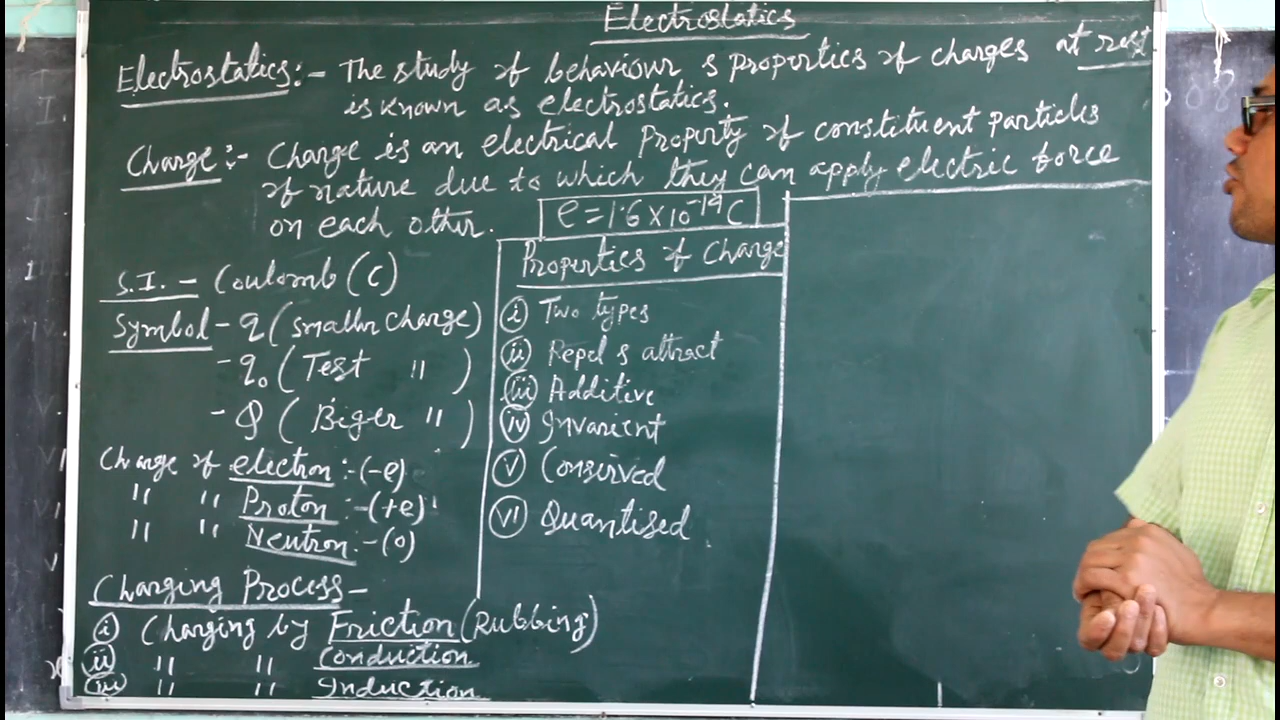 Electrostatics
Electrostatics:- The study of behaviour & properties of charges at rest
is known as electrostatics.
Charge:- Charge is an electrical property of constituent particles
of nature due to which they can apply electric force
on each other.
e = 1.6 × 10⁻¹⁹ C
S.I. - Coulomb (C)
Symbol - q (smaller charge)
- q₀ (Test " )
- Q (Biger " )
Charge of electron :- (-e)
" " Proton :- (+e)
" " Neutron :- (0)
Charging Process -
(i) Charging by Friction (Rubbing)
(ii) " " Conduction
(iii) " " Induction
Properties of Charge
(i) Two types
(ii) Repel & attract
(iii) Additive
(iv) Invarient
(v) Consirved
(vi) Quantised